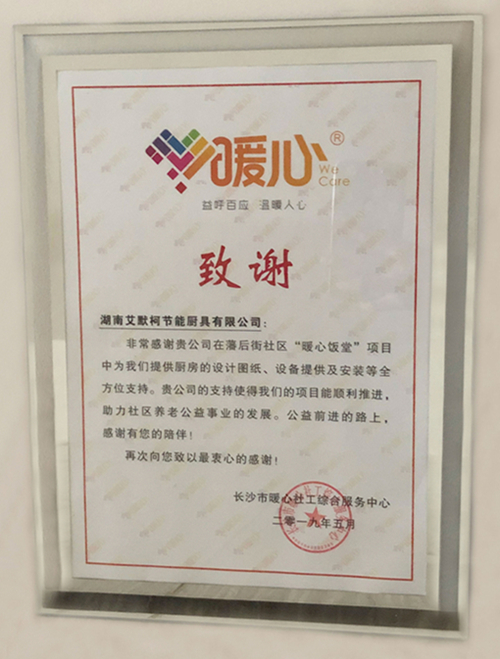 暖心®
We
Care
益呼百应 温暖人心
致谢
湖南艾默柯节能厨具有限公司：
非常感谢贵公司在藩后街社区“暖心饭堂”项目
中为我们提供厨房的设计图纸、设备提供及安装等全
方位支持。贵公司的支持使得我们的项目能顺利推进，
助力社区养老公益事业的发展。公益前进的路上，
感谢有您的陪伴！
再次向您致以最衷心的感谢！
长沙市暖心社工综合服务中心
二零一九年五月